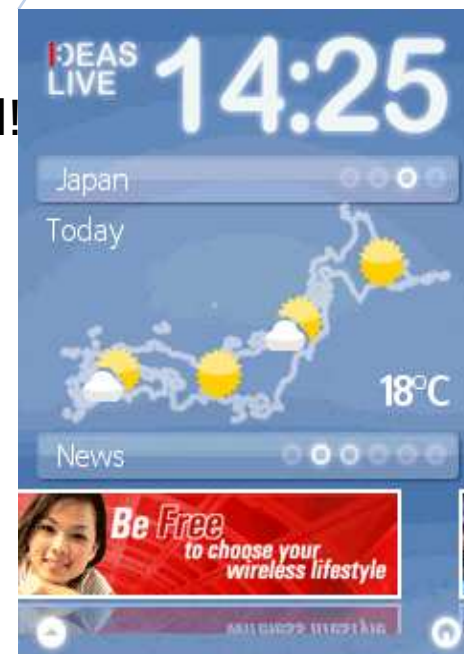 IDEAS
LIVE
14:25
!
Japan
Today
18°C
News
Be Free
to choose your
wireless lifestyle